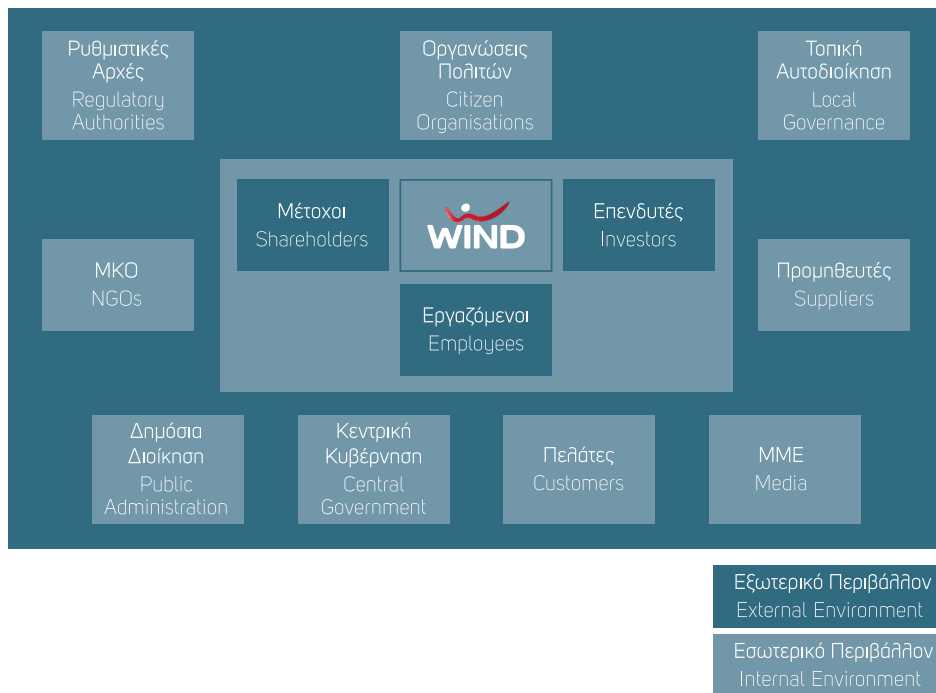 Ρυθμιστικές
Αρχές
Regulatory
Authorities
Οργανώσεις
Πολιτών
Citizen
Organisations
Τοπική
Αυτοδιοίκηση
Local
Governance
Μέτοχοι
Shareholders
WIND
Επενδυτές
Investors
ΜΚΟ
NGOs
Προμηθευτές
Suppliers
Εργαζόμενοι
Employees
Δημόσια
Διοίκηση
Public
Administration
Κεντρική
Κυβέρνηση
Central
Government
Πελάτες
Customers
ΜΜΕ
Media
Εξωτερικό Περιβάλλον
External Environment
Εσωτερικό Περιβάλλον
Internal Environment